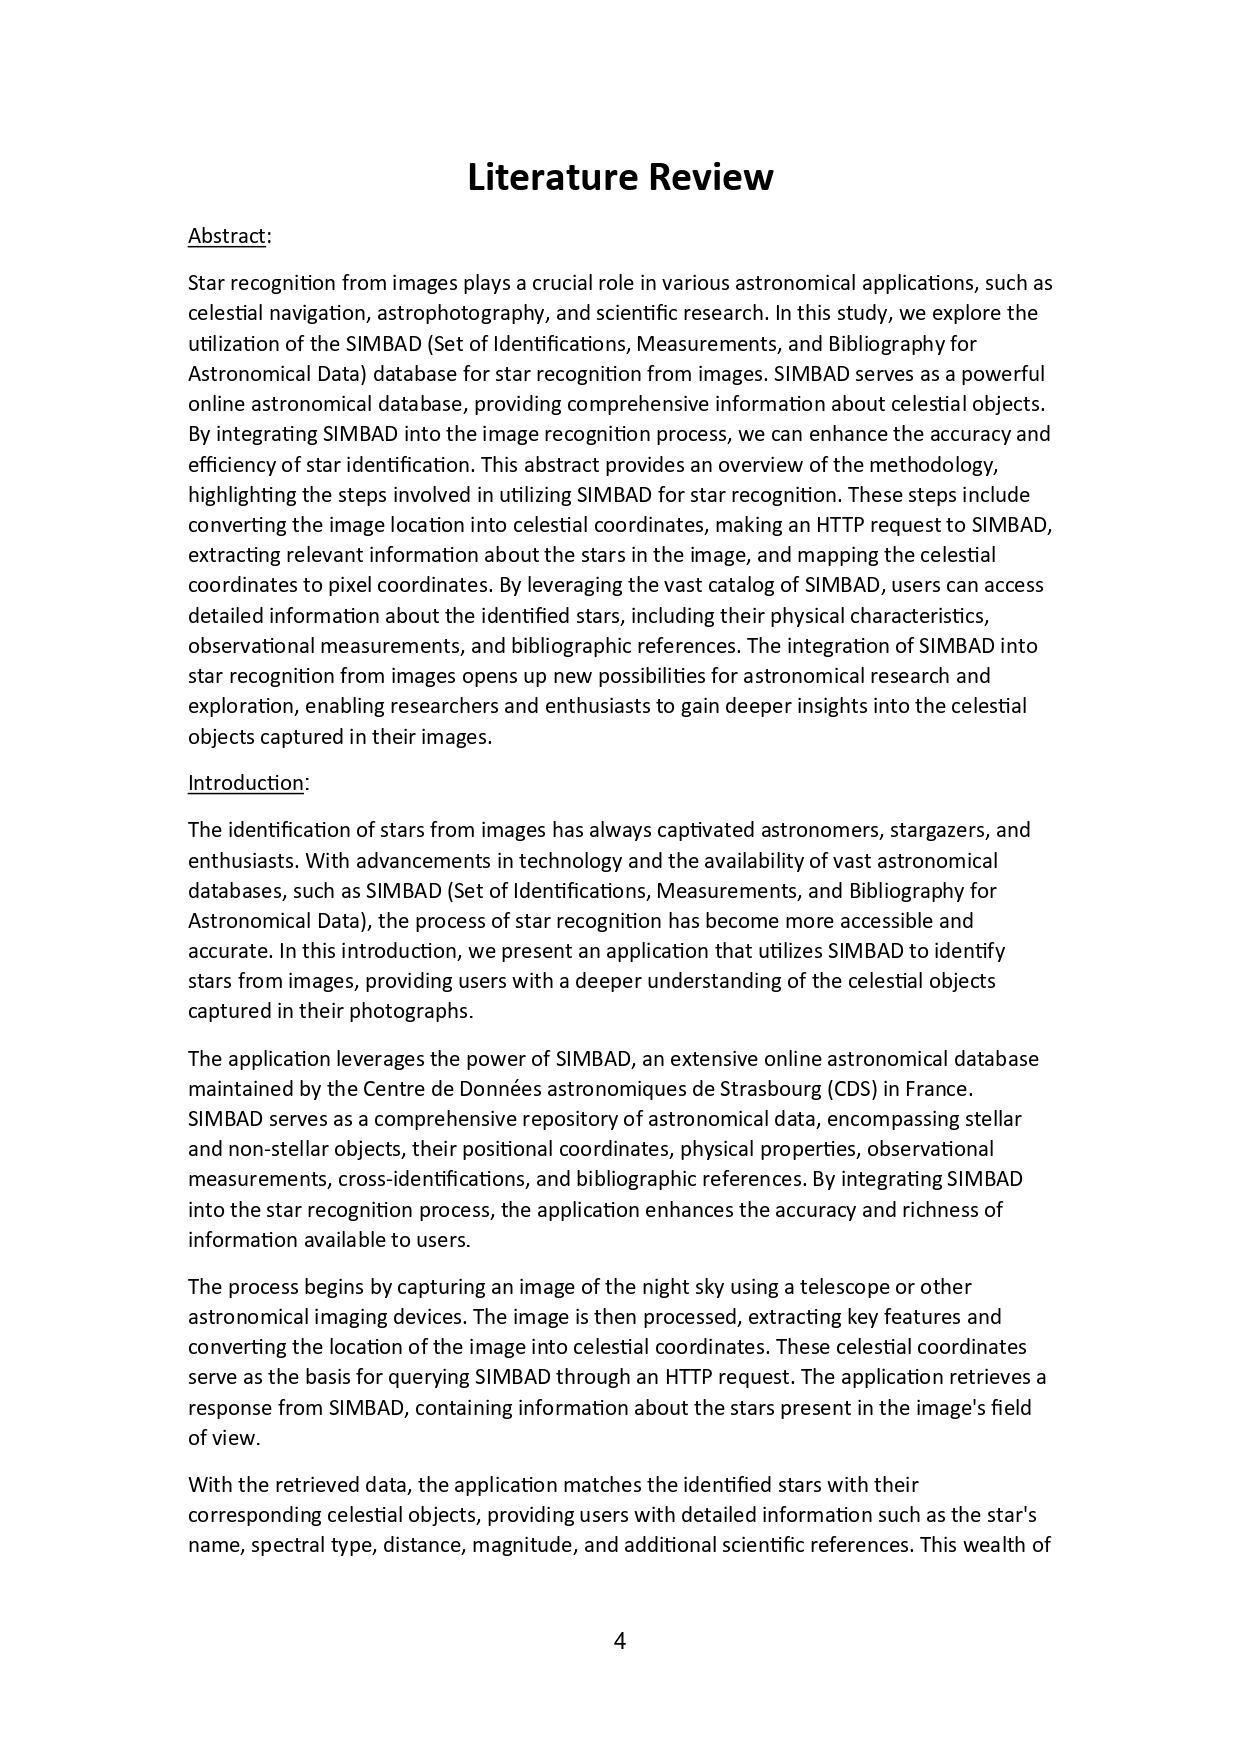 Literature Review
Abstract:
Star recognition from images plays a crucial role in various astronomical applications, such as
celestial navigation, astrophotography, and scientific research. In this study, we explore the
utilization of the SIMBAD (Set of Identifications, Measurements, and Bibliography for
Astronomical Data) database for star recognition from images. SIMBAD serves as a powerful
online astronomical database, providing comprehensive information about celestial objects.
By integrating SIMBAD into the image recognition process, we can enhance the accuracy and
efficiency of star identification. This abstract provides an overview of the methodology,
highlighting the steps involved in utilizing SIMBAD for star recognition. These steps include
converting the image location into celestial coordinates, making an HTTP request to SIMBAD,
extracting relevant information about the stars in the image, and mapping the celestial
coordinates to pixel coordinates. By leveraging the vast catalog of SIMBAD, users can access
detailed information about the identified stars, including their physical characteristics,
observational measurements, and bibliographic references. The integration of SIMBAD into
star recognition from images opens up new possibilities for astronomical research and
exploration, enabling researchers and enthusiasts to gain deeper insights into the celestial
objects captured in their images.
Introduction:
The identification of stars from images has always captivated astronomers, stargazers, and
enthusiasts. With advancements in technology and the availability of vast astronomical
databases, such as SIMBAD (Set of Identifications, Measurements, and Bibliography for
Astronomical Data), the process of star recognition has become more accessible and
accurate. In this introduction, we present an application that utilizes SIMBAD to identify
stars from images, providing users with a deeper understanding of the celestial objects
captured in their photographs.
The application leverages the power of SIMBAD, an extensive online astronomical database
maintained by the Centre de Données astronomiques de Strasbourg (CDS) in France.
SIMBAD serves as a comprehensive repository of astronomical data, encompassing stellar
and non-stellar objects, their positional coordinates, physical properties, observational
measurements, cross-identifications, and bibliographic references. By integrating SIMBAD
into the star recognition process, the application enhances the accuracy and richness of
information available to users.
The process begins by capturing an image of the night sky using a telescope or other
astronomical imaging devices. The image is then processed, extracting key features and
converting the location of the image into celestial coordinates. These celestial coordinates
serve as the basis for querying SIMBAD through an HTTP request. The application retrieves a
response from SIMBAD, containing information about the stars present in the image's field
of view.
With the retrieved data, the application matches the identified stars with their
corresponding celestial objects, providing users with detailed information such as the star's
name, spectral type, distance, magnitude, and additional scientific references. This wealth of
4